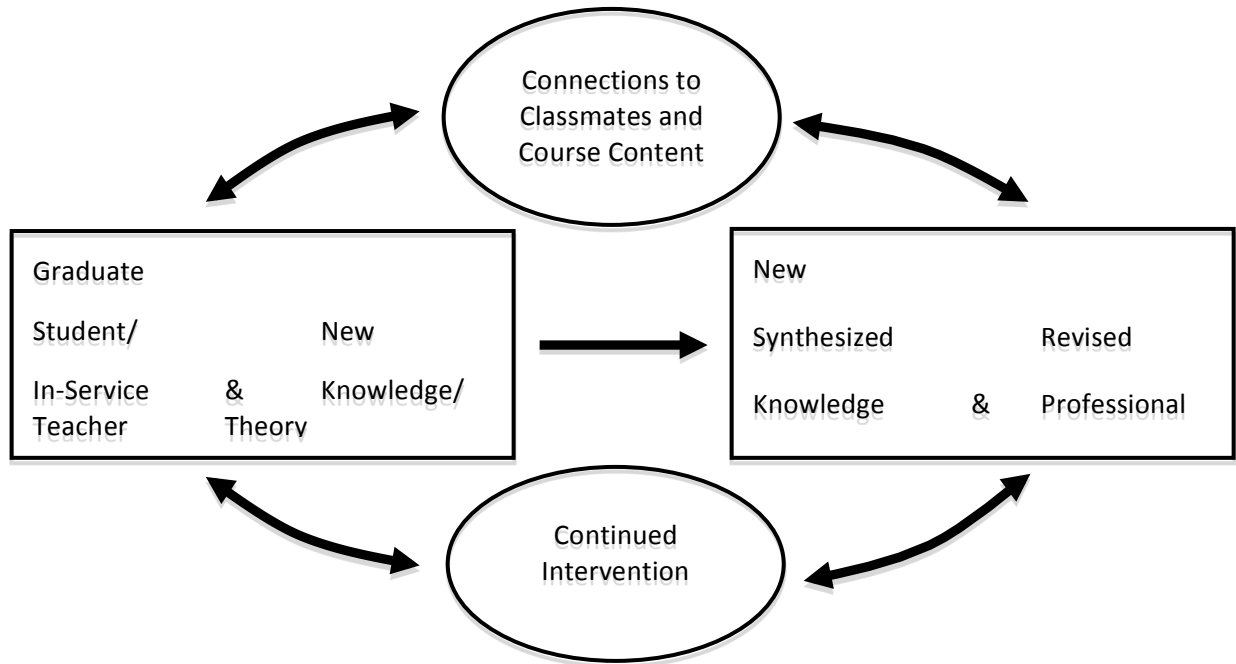 Connections to
Classmates and
Course Content
Graduate
Student/ New
In-Service & Knowledge/
Teacher Theory
New
Synthesized Revised
Knowledge & Professional
Continued
Intervention